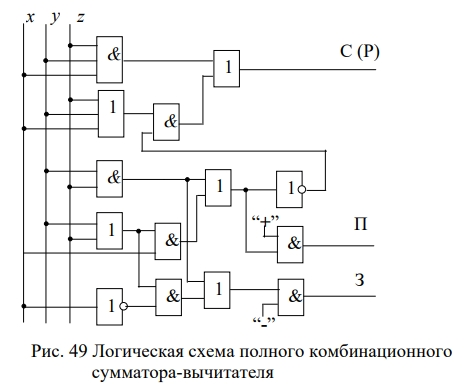 x y z
&
1
С (Р)
1
&
&
1
1
“+”
П
1
&
&
З
&
1
&
1
“-”
Рис. 49 Логическая схема полного комбинационного
сумматора-вычитателя